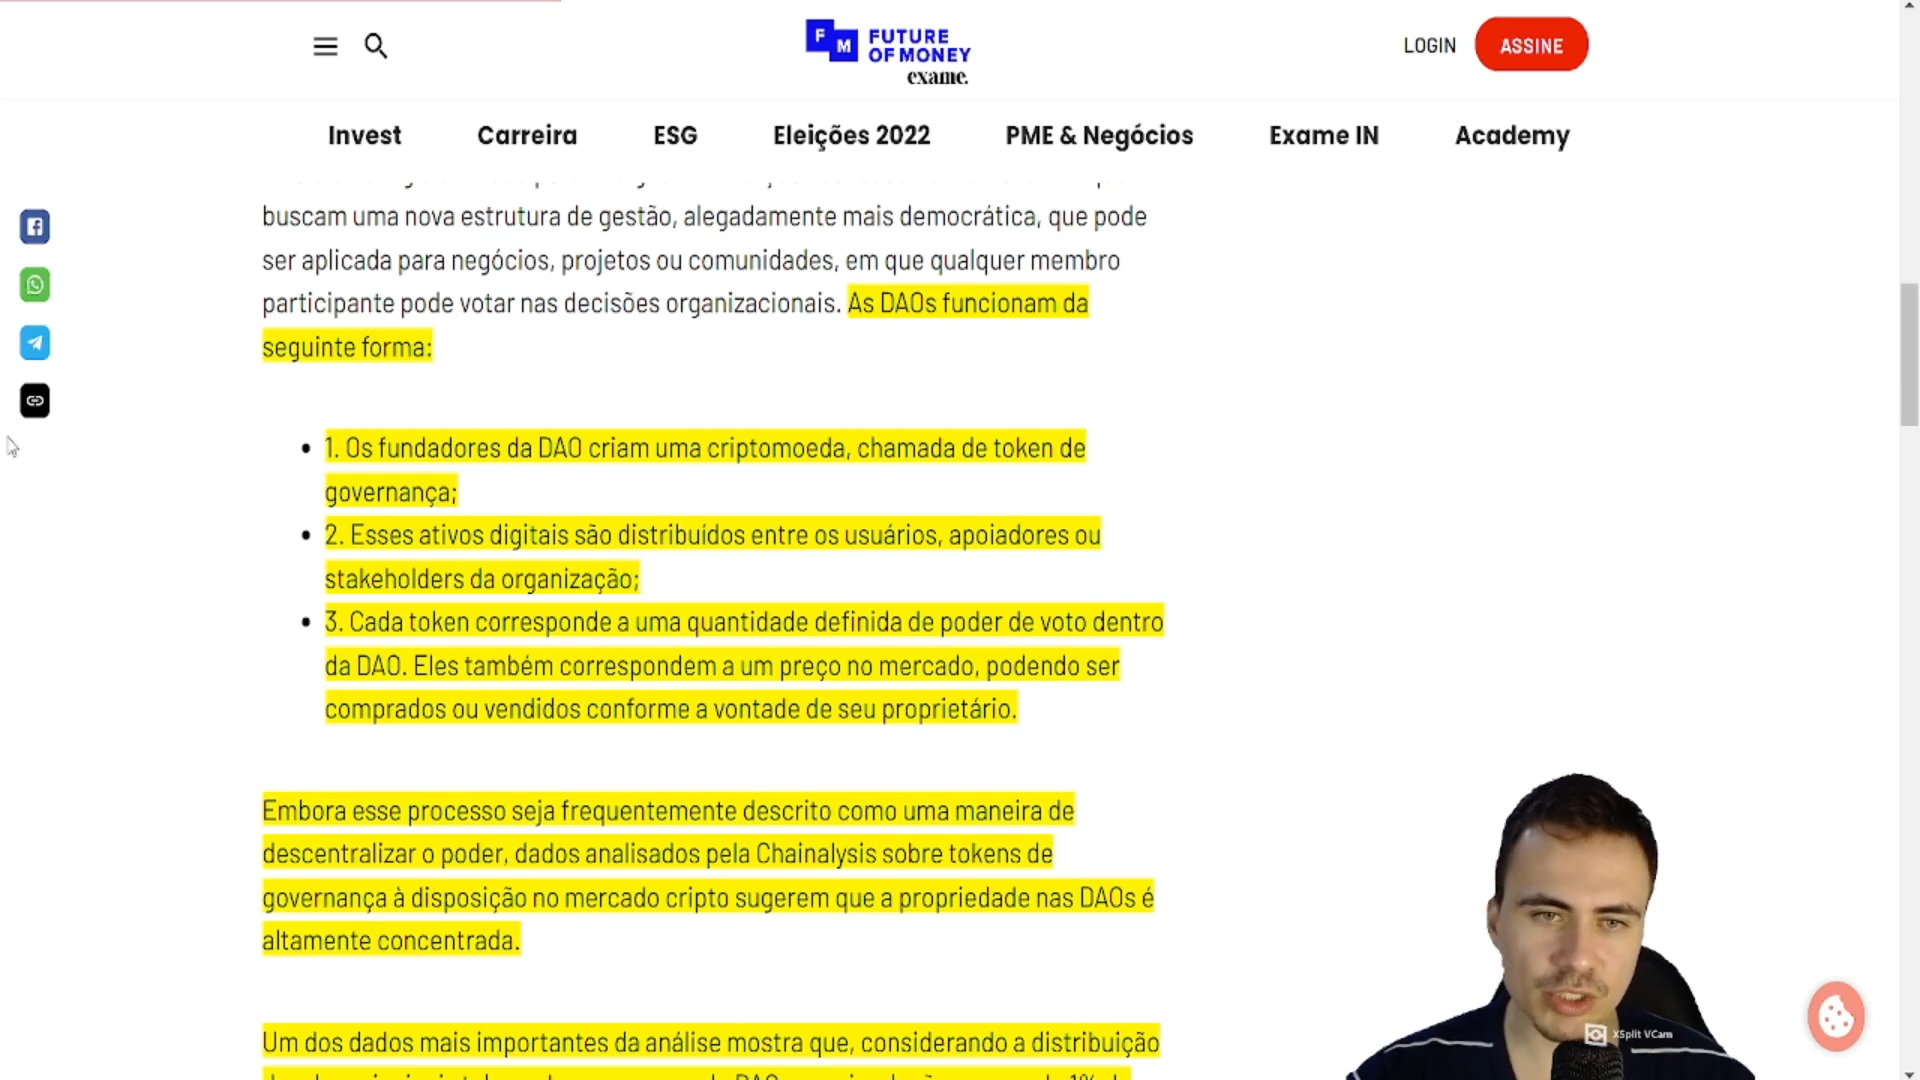 F
M
FUTURE
OF MONEY
exame.
LOGIN
ASSINE
Invest
Carreira
ESG
Eleições 2022
PME & Negócios
Exame IN
Academy
buscam uma nova estrutura de gestão, alegadamente mais democrática, que pode
ser aplicada para negócios, projetos ou comunidades, em que qualquer membro
participante pode votar nas decisões organizacionais. As DAOs funcionam da
seguinte forma:
• 1. Os fundadores da DAO criam uma criptomoeda, chamada de token de
governança;
• 2. Esses ativos digitais são distribuídos entre os usuários, apoiadores ou
stakeholders da organização;
• 3. Cada token corresponde a uma quantidade definida de poder de voto dentro
da DAO. Eles também correspondem a um preço no mercado, podendo ser
comprados ou vendidos conforme a vontade de seu proprietário.
Embora esse processo seja frequentemente descrito como uma maneira de
descentralizar o poder, dados analisados pela Chainalysis sobre tokens de
governança à disposição no mercado cripto sugerem que a propriedade nas DAOs é
altamente concentrada.
Um dos dados mais importantes da análise mostra que, considerando a distribuição
XSplit VCam